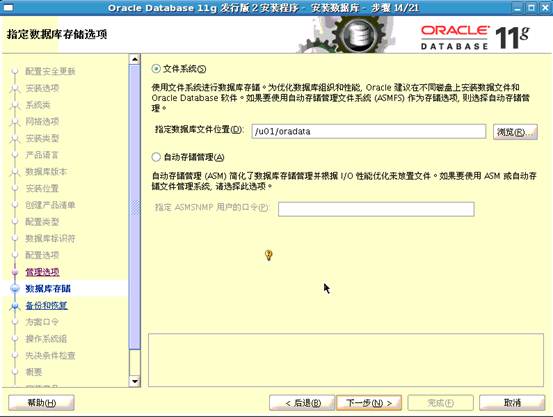 Oracle Database 11g 发行版 2 安装程序 - 安装数据库 - 步骤 14/21
指定数据库存储选项
ORACLE
DATABASE 11g
配置安全更新
安装选项
系统类
网格选项
安装类型
产品语言
数据库版本
安装位置
创建产品清单
配置类型
数据库标识符
配置选项
管理选项
数据库存储
备份和恢复
方案口令
操作系统组
先决条件检查
概要
文件系统(S)
使用文件系统进行数据库存储。为优化数据库组织和性能, Oracle 建议在不同磁盘上安装数据文件和
Oracle Database 软件。如果要使用自动存储管理文件系统 (ASMFS) 作为存储选项, 则选择自动存储管
理。
指定数据库文件位置(D):
/u01/oradata
浏览(R)...
自动存储管理(A)
自动存储管理 (ASM) 简化了数据库存储管理并根据 I/O 性能优化来放置文件。如果要使用 ASM 或自动存
储文件管理系统, 请选择此选项。
指定 ASMSNMP 用户的口令(P):
帮助(H)
< 后退(B)
下一步(N) >
完成(F)
取消